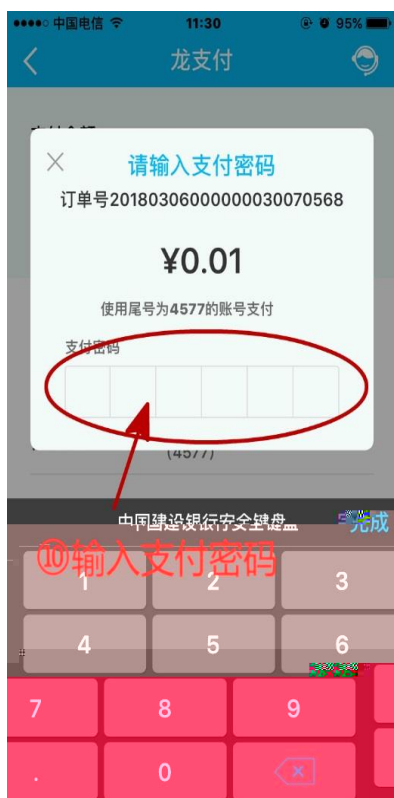 中国电信 11:30 95%
龙支付
请输入支付密码
订单号20180306000000030070568
¥0.01
使用尾号为4577的账号支付
支付密码
(4577)
中国建设银行安全键盘 完成
⑩输入支付密码
1 2 3
4 5 6
7 8 9
. 0